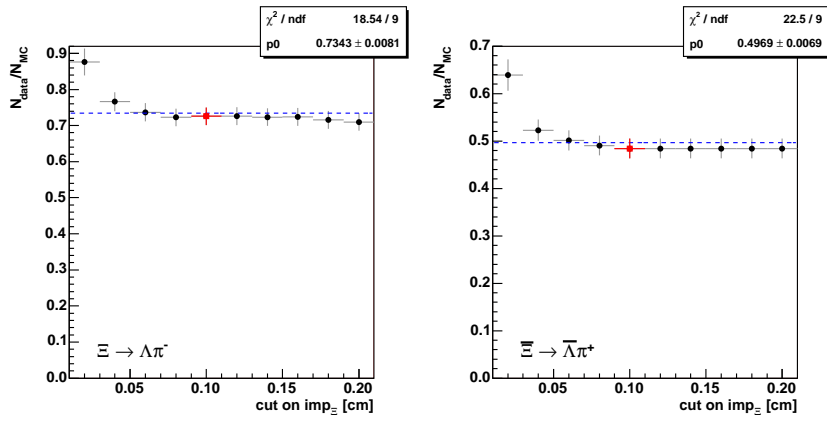 χ² / ndf 18.54 / 9
p0 0.7343 ± 0.0081
N_data/N_MC
0.9
0.8
0.7
0.6
0.5
0.4
0.3
0.2
0.1
0.0
Ξ → Λπ⁻
0.05 0.10 0.15 0.20
cut on imp_Ξ [cm]
χ² / ndf 22.5 / 9
p0 0.4969 ± 0.0069
N_data/N_MC
0.7
0.6
0.5
0.4
0.3
0.2
0.1
0.0
Ξ̅ → Λ̅π⁺
0.05 0.10 0.15 0.20
cut on imp_Ξ [cm]